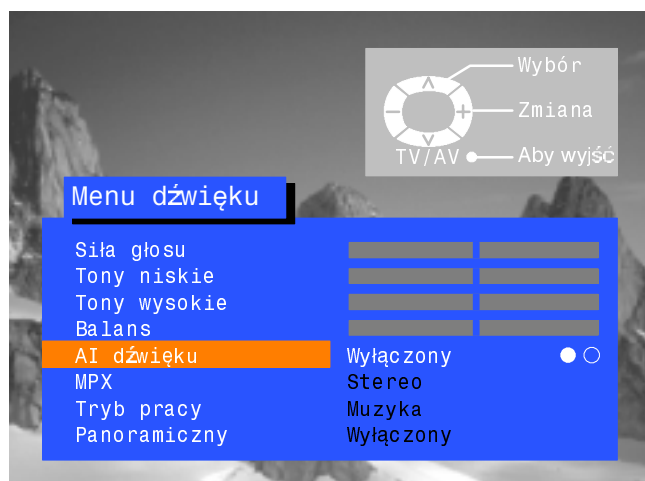 Wybór
Zmiana
TV/AV Aby wyjść
Menu dźwięku
Siła głosu
Tony niskie
Tony wysokie
Balans
AI dźwięku Wyłączony
MPX Stereo
Tryb pracy Muzyka
Panoramiczny Wyłączony